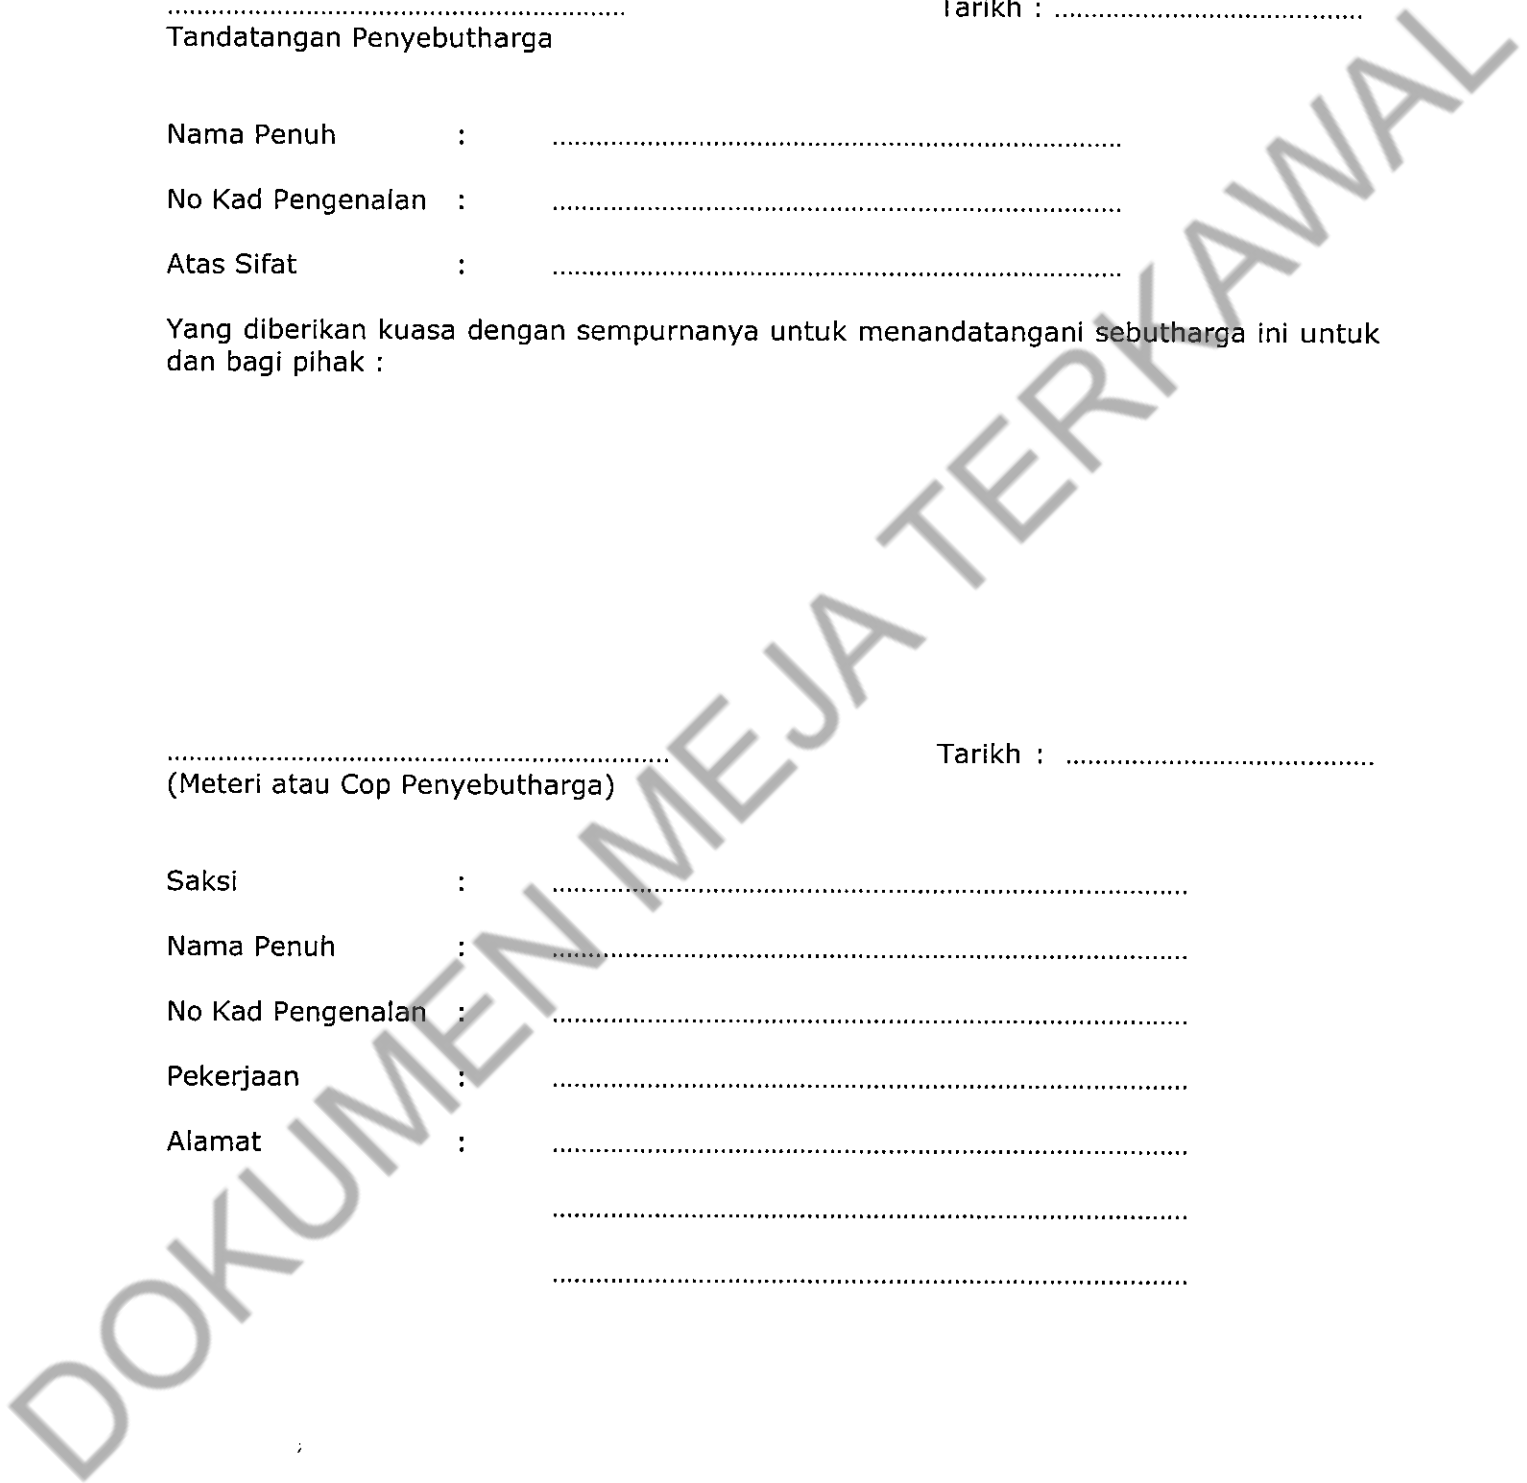 .............................................................. Tarikh : ..........................................
Tandatangan Penyebutharga
Nama Penuh : .............................................................................
No Kad Pengenalan : .............................................................................
Atas Sifat : .............................................................................
Yang diberikan kuasa dengan sempurnanya untuk menandatangani sebutharga ini untuk
dan bagi pihak :
.................................................................... Tarikh : ..........................................
(Meteri atau Cop Penyebutharga)
Saksi : ......................................................................................
Nama Penuh : ......................................................................................
No Kad Pengenalan : ......................................................................................
Pekerjaan : ......................................................................................
Alamat : ......................................................................................
......................................................................................
......................................................................................
DOKUMEN MEJA TERKAWAL